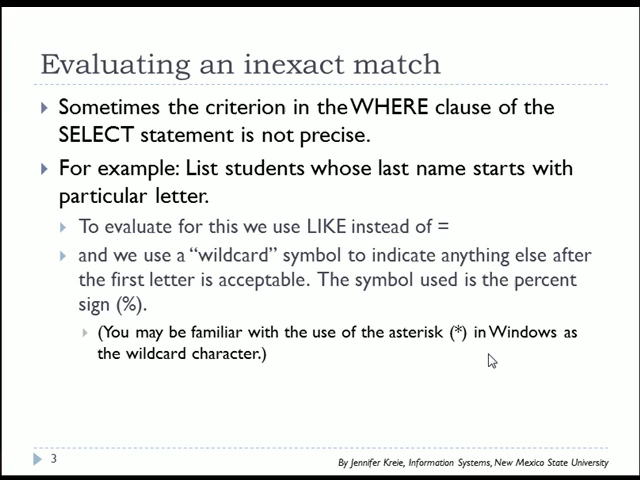 Evaluating an inexact match
Sometimes the criterion in the WHERE clause of the
SELECT statement is not precise.
For example: List students whose last name starts with
particular letter.
To evaluate for this we use LIKE instead of =
and we use a “wildcard” symbol to indicate anything else after
the first letter is acceptable. The symbol used is the percent
sign (%).
(You may be familiar with the use of the asterisk (*) in Windows as
the wildcard character.)
3
By Jennifer Kreie, Information Systems, New Mexico State University